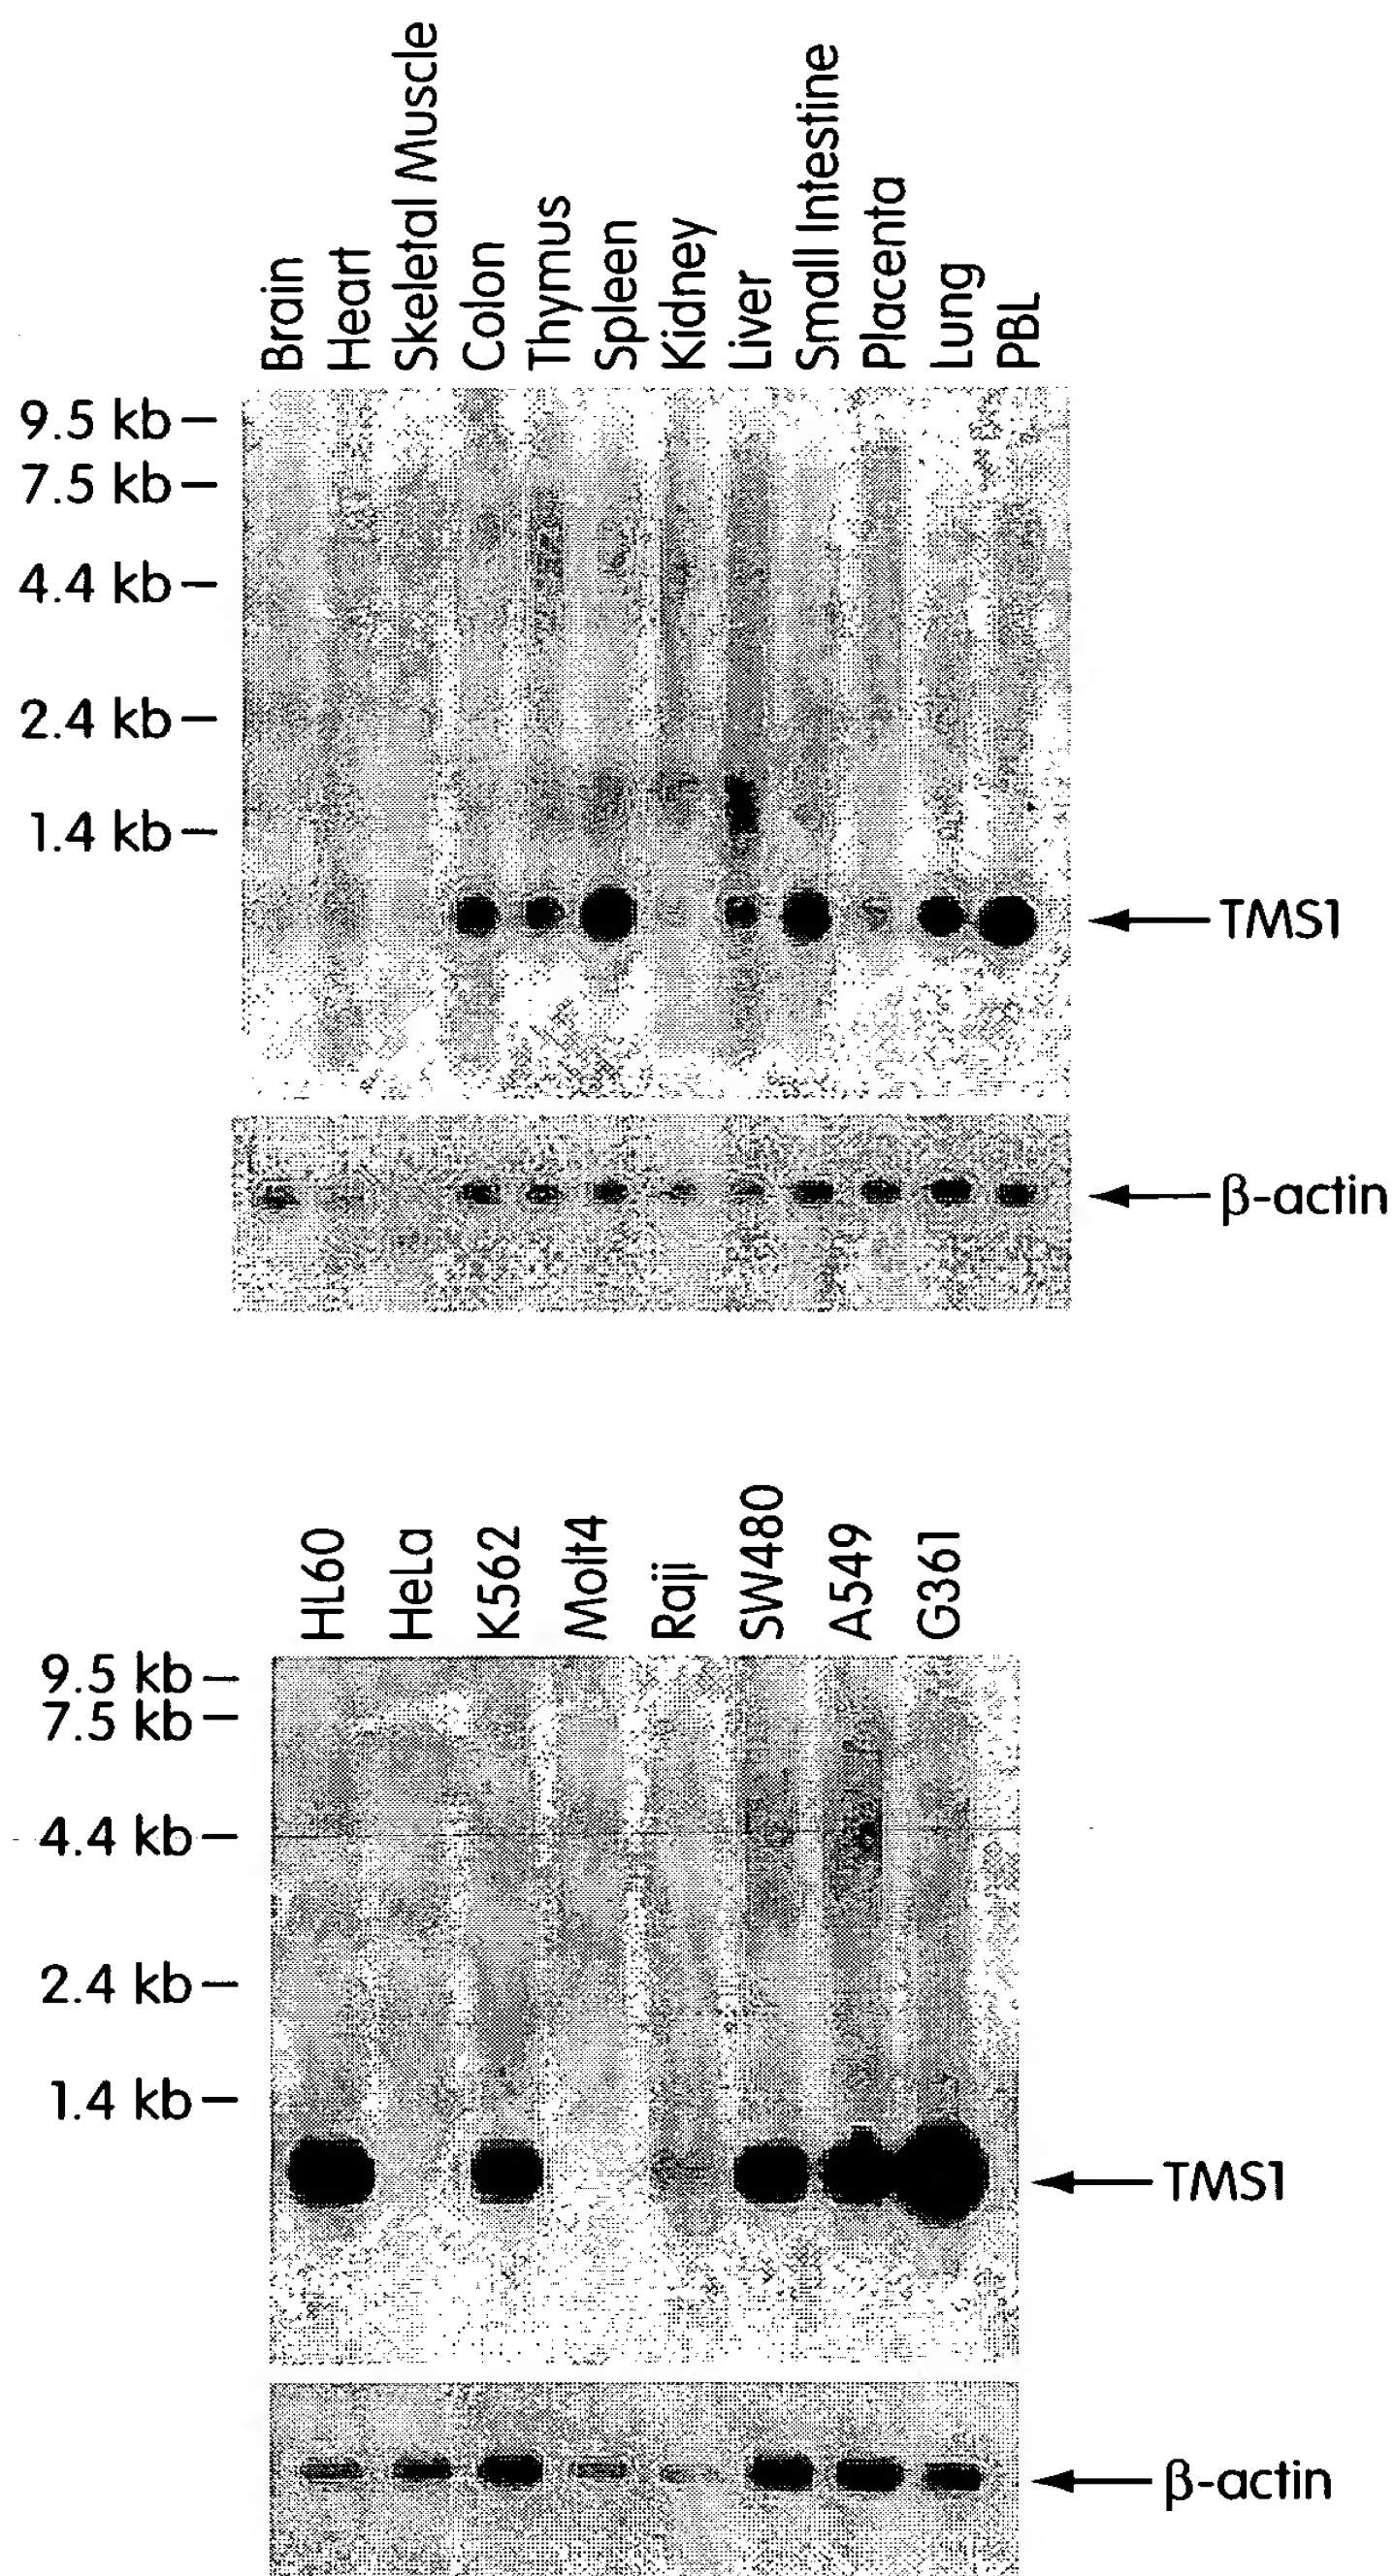 Brain
Heart
Skeletal Muscle
Colon
Thymus
Spleen
Kidney
Liver
Small Intestine
Placenta
Lung
PBL
9.5 kb
7.5 kb
4.4 kb
2.4 kb
1.4 kb
TMS1
β-actin
HL60
HeLa
K562
Molt4
Raji
SW480
A549
G361
9.5 kb
7.5 kb
4.4 kb
2.4 kb
1.4 kb
TMS1
β-actin